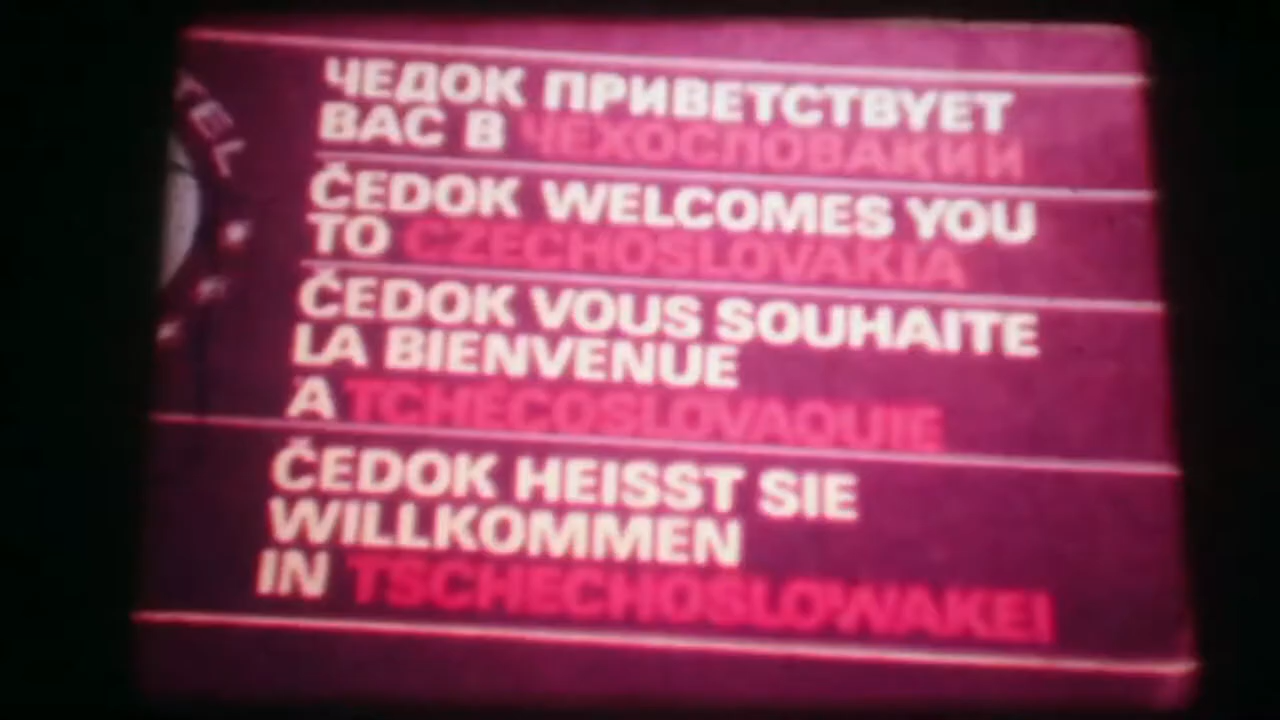 TEL
ЧЕДОК ПРИВЕТСТВУЕТ
ВАС В ЧЕХОСЛОВАКИИ
ČEDOK WELCOMES YOU
TO CZECHOSLOVAKIA
ČEDOK VOUS SOUHAITE
LA BIENVENUE
A TCHÉCOSLOVAQUIE
ČEDOK HEISST SIE
WILLKOMMEN
IN TSCHECHOSLOWAKEI